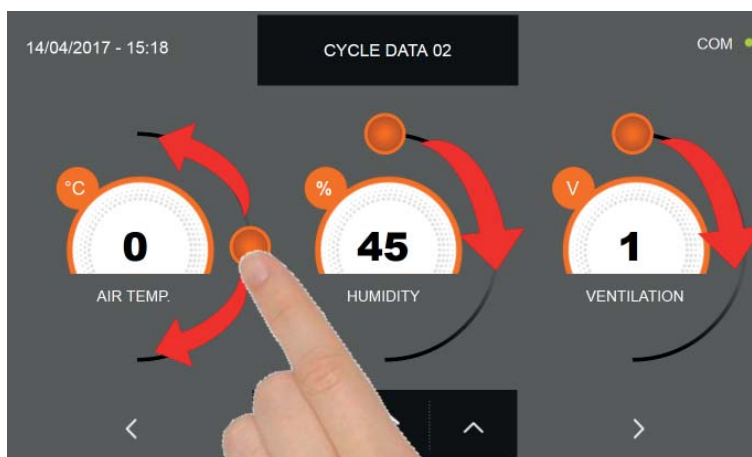 14/04/2017 - 15:18
CYCLE DATA 02
COM
°C
%
V
0
45
1
AIR TEMP.
HUMIDITY
VENTILATION